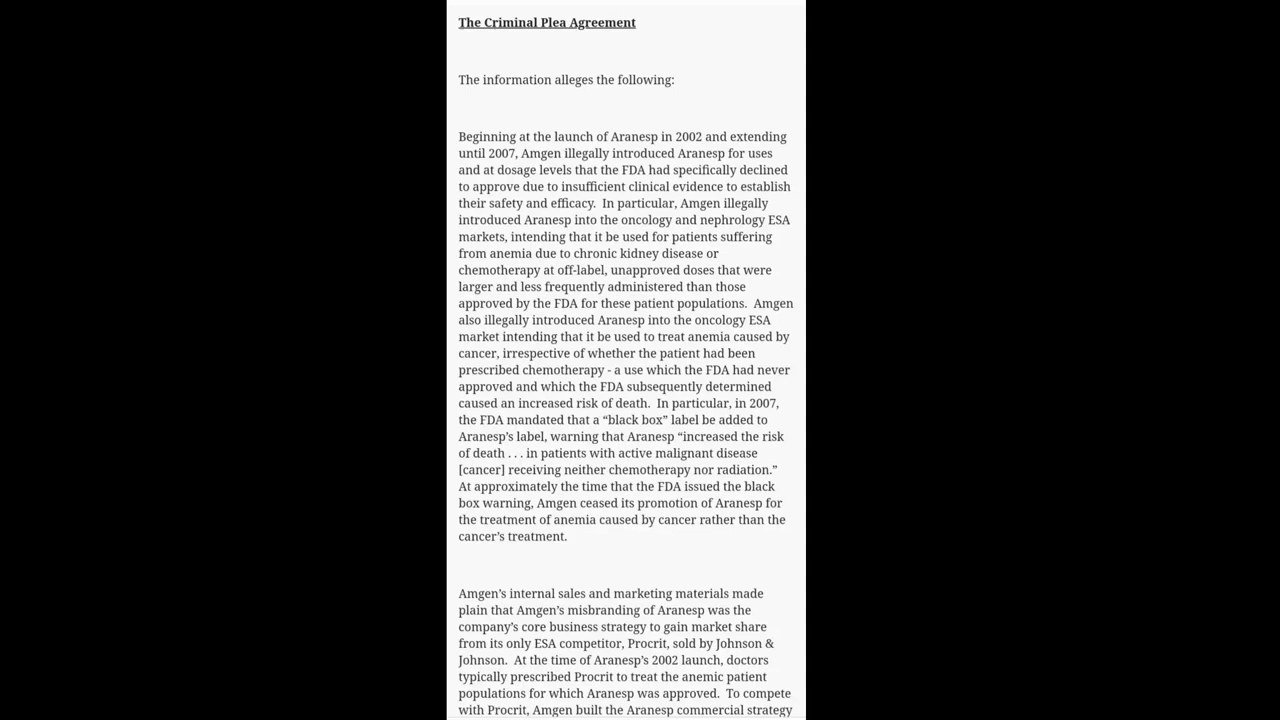 The Criminal Plea Agreement
The information alleges the following:
Beginning at the launch of Aranesp in 2002 and extending
until 2007, Amgen illegally introduced Aranesp for uses
and at dosage levels that the FDA had specifically declined
to approve due to insufficient clinical evidence to establish
their safety and efficacy.  In particular, Amgen illegally
introduced Aranesp into the oncology and nephrology ESA
markets, intending that it be used for patients suffering
from anemia due to chronic kidney disease or
chemotherapy at off-label, unapproved doses that were
larger and less frequently administered than those
approved by the FDA for these patient populations.  Amgen
also illegally introduced Aranesp into the oncology ESA
market intending that it be used to treat anemia caused by
cancer, irrespective of whether the patient had been
prescribed chemotherapy - a use which the FDA had never
approved and which the FDA subsequently determined
caused an increased risk of death.  In particular, in 2007,
the FDA mandated that a “black box” label be added to
Aranesp’s label, warning that Aranesp “increased the risk
of death . . . in patients with active malignant disease
[cancer] receiving neither chemotherapy nor radiation.”
At approximately the time that the FDA issued the black
box warning, Amgen ceased its promotion of Aranesp for
the treatment of anemia caused by cancer rather than the
cancer’s treatment.
Amgen’s internal sales and marketing materials made
plain that Amgen’s misbranding of Aranesp was the
company’s core business strategy to gain market share
from its only ESA competitor, Procrit, sold by Johnson &
Johnson.  At the time of Aranesp’s 2002 launch, doctors
typically prescribed Procrit to treat the anemic patient
populations for which Aranesp was approved.  To compete
with Procrit, Amgen built the Aranesp commercial strategy